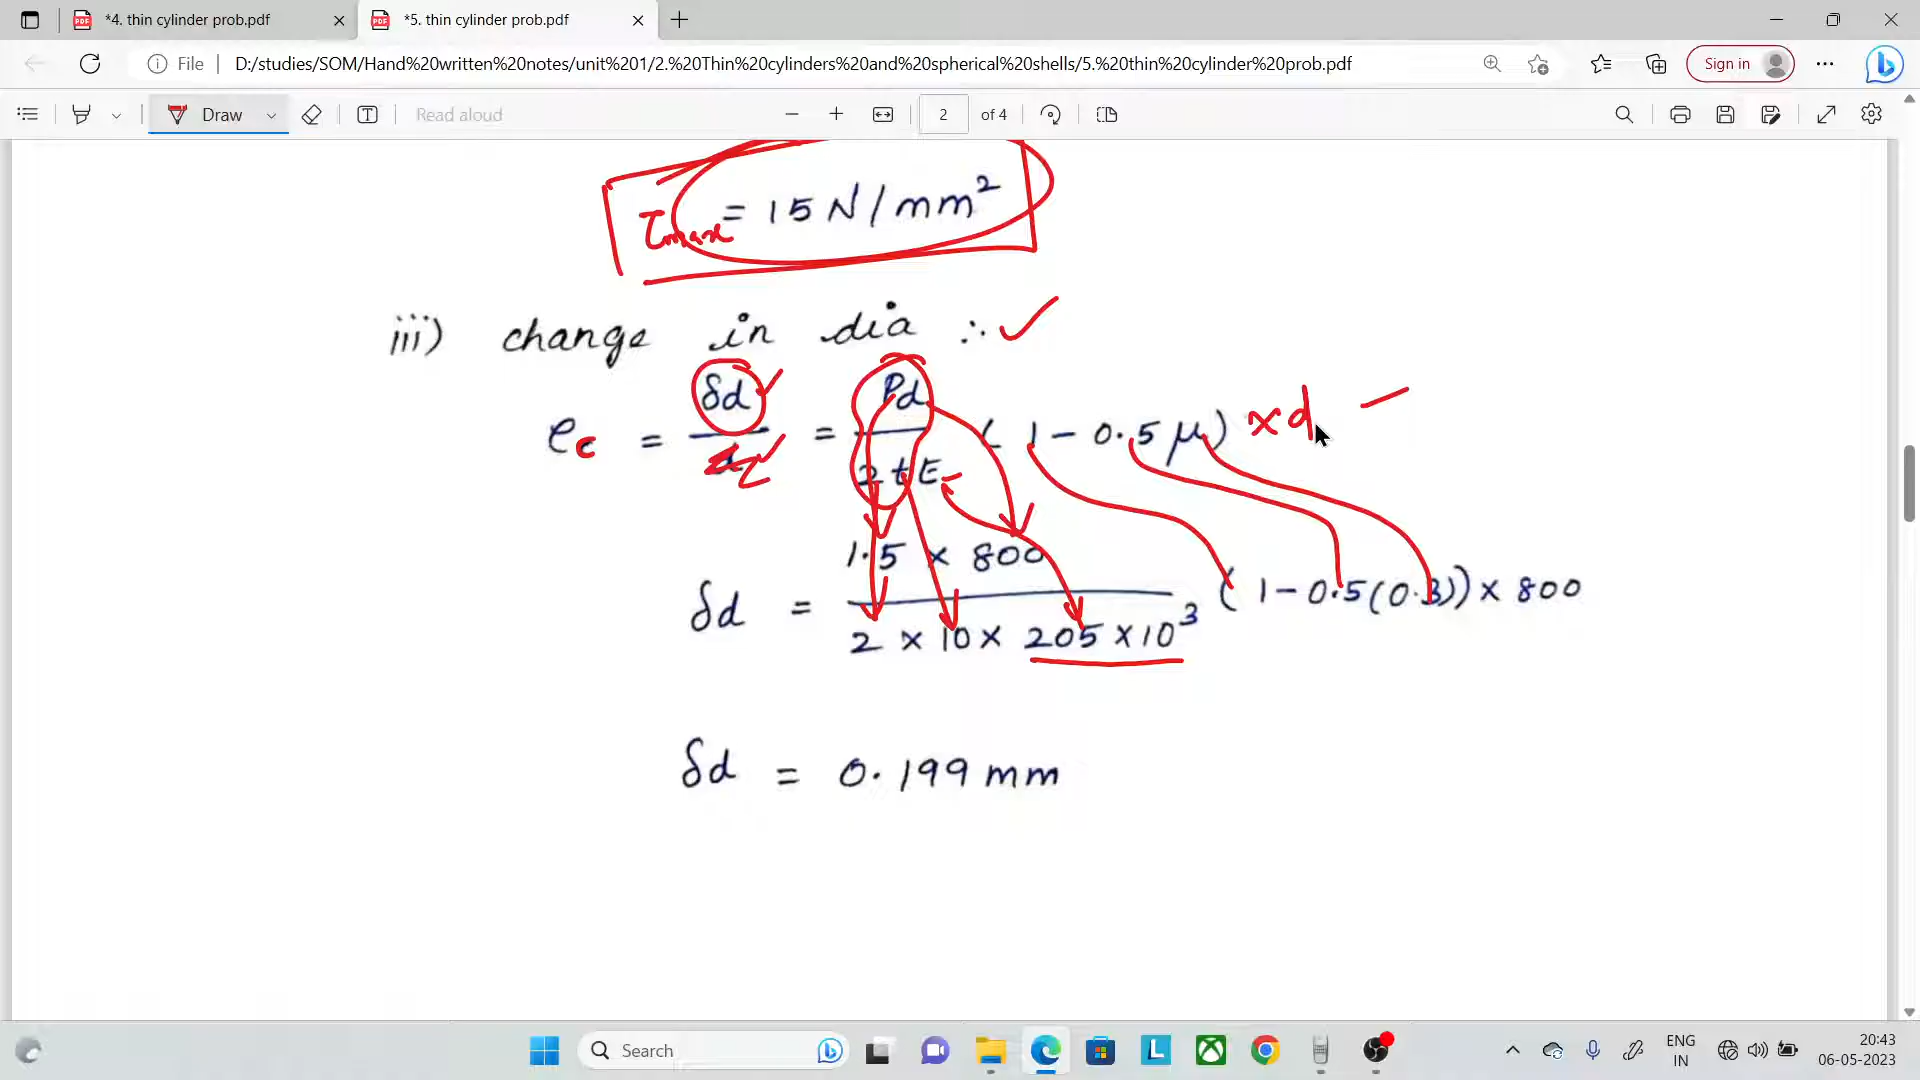 *4. thin cylinder prob.pdf
*5. thin cylinder prob.pdf
File
D:/studies/SOM/Hand%20written%20notes/unit%201/2.%20Thin%20cylinders%20and%20spherical%20shells/5.%20thin%20cylinder%20prob.pdf
Sign in
Draw
Read aloud
2 of 4
τmax = 15 N/mm²
iii) change in dia :
ec = δd/d = Pd/2tE (1 - 0.5 μ) × d
δd = 1.5 × 800 / 2 × 10 × 205 × 10³ (1 - 0.5(0.3)) × 800
δd = 0.199 mm
Search
ENG
IN
20:43
06-05-2023